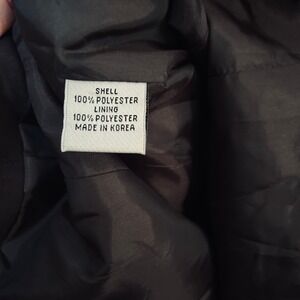 SHELL
100% POLYESTER
LINING
100% POLYESTER
MADE IN KOREA